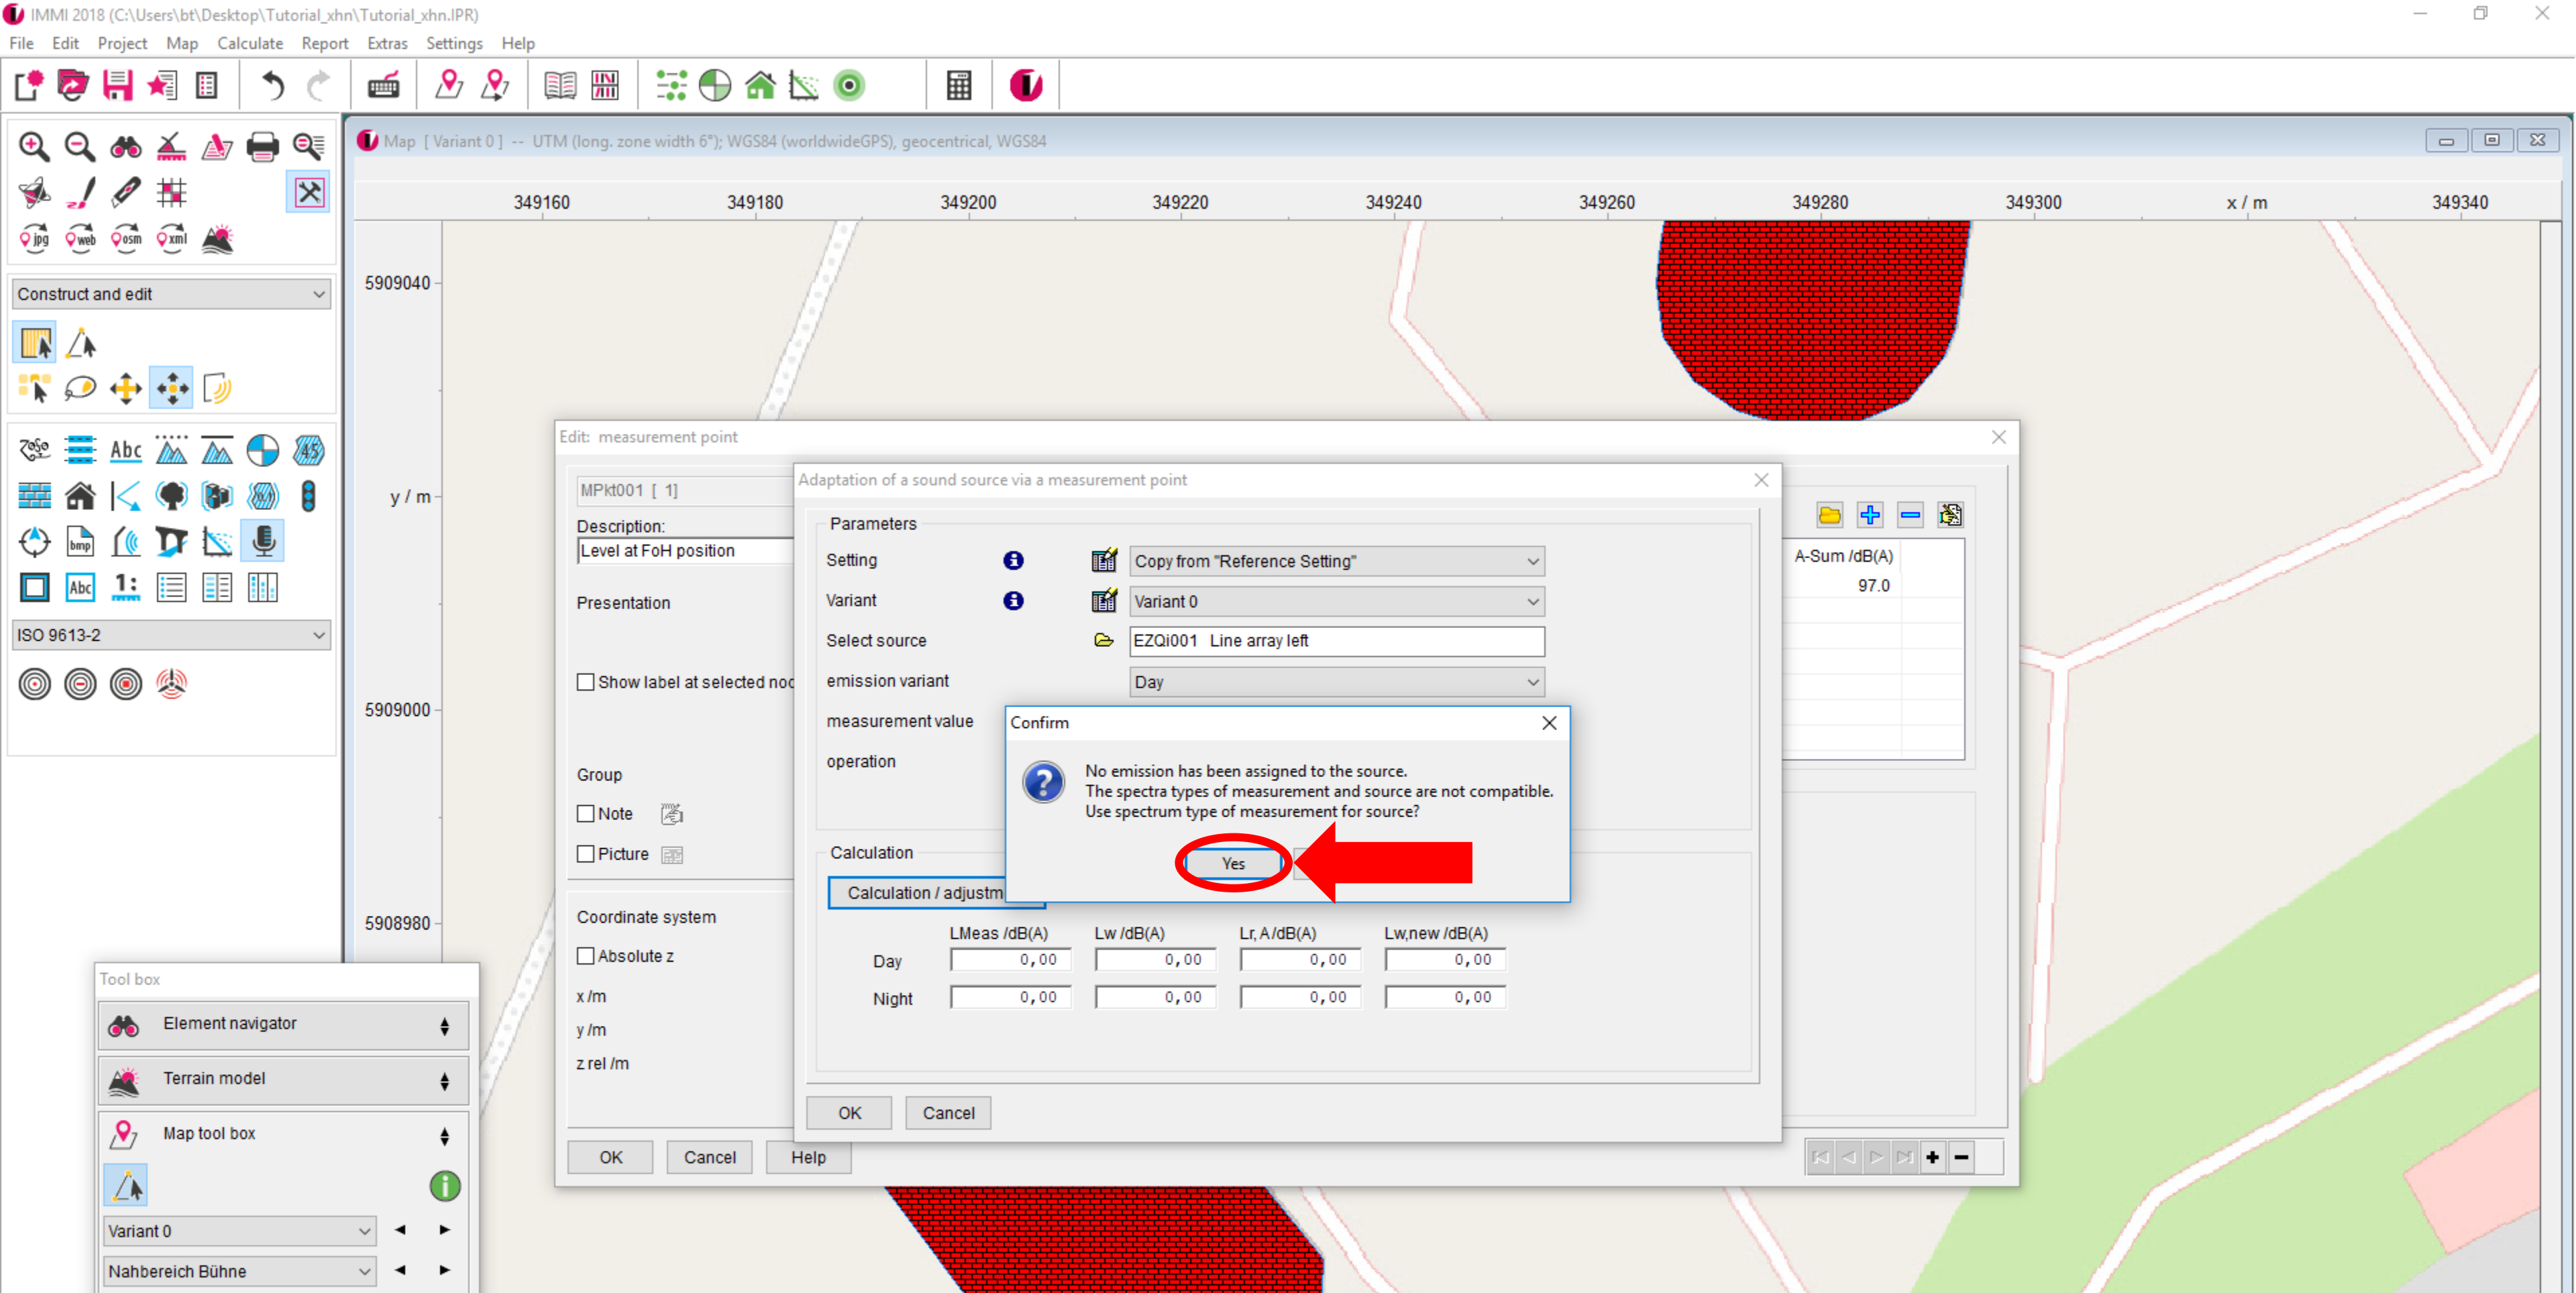 IMMI 2018 (C:\Users\bt\Desktop\Tutorial_xhn\Tutorial_xhn.IPR)
File Edit Project Map Calculate Report Extras Settings Help
Map [ Variant 0 ] -- UTM (long. zone width 6°); WGS84 (worldwideGPS), geocentrical, WGS84
349160 349180 349200 349220 349240 349260 349280 349300 x / m 349340
jpg web osm xml
5909040
Construct and edit
Edit: measurement point
Abc 45
MPkt001 [ 1]
Adaptation of a sound source via a measurement point
y / m
Parameters
Description:
Level at FoH position
bmp
Setting
Copy from "Reference Setting"
A-Sum /dB(A)
97.0
Abc 1:
Presentation
Variant
Variant 0
ISO 9613-2
Select source
EZQi001 Line array left
Show label at selected noc
emission variant
Day
5909000
measurement value
Confirm
operation
No emission has been assigned to the source.
The spectra types of measurement and source are not compatible.
Use spectrum type of measurement for source?
Group
Note
Picture
Calculation
Yes
Calculation / adjustm
5908980
Coordinate system
LMeas /dB(A) Lw /dB(A) Lr, A /dB(A) Lw,new /dB(A)
Absolute z
Day 0,00 0,00 0,00 0,00
Tool box
x /m
Night 0,00 0,00 0,00 0,00
Element navigator
y /m
z rel /m
Terrain model
OK Cancel
Map tool box
OK Cancel Help
Variant 0
Nahbereich Bühne